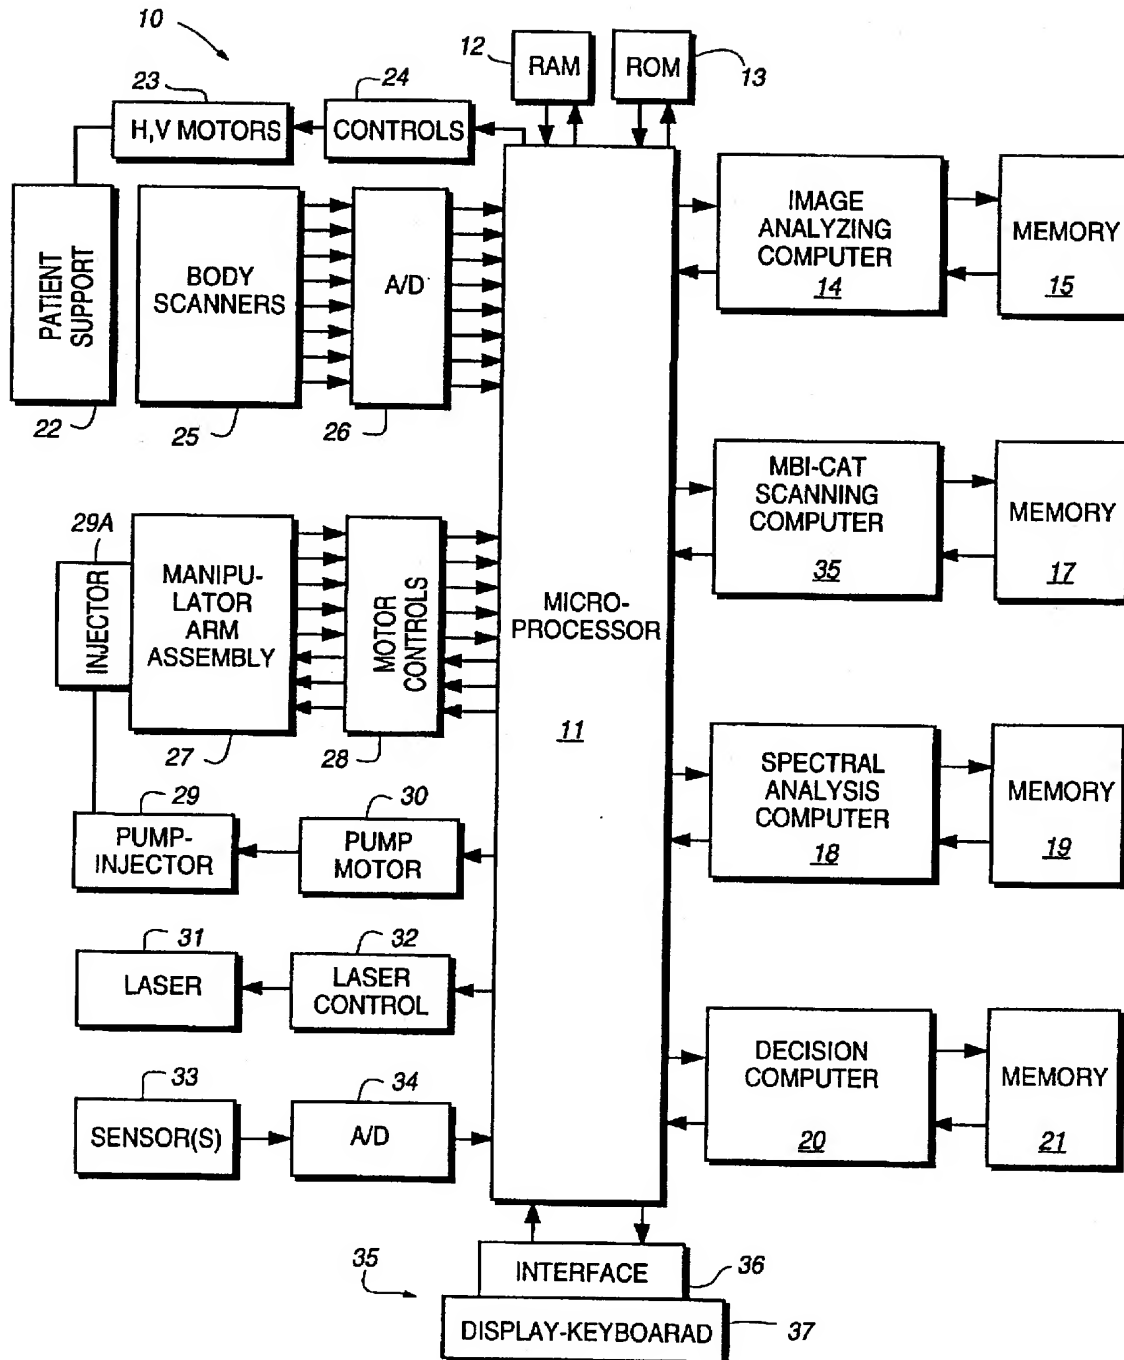 10
12
RAM
ROM
13
23
24
H,V MOTORS
CONTROLS
PATIENT
SUPPORT
22
BODY
SCANNERS
25
A/D
26
IMAGE
ANALYZING
COMPUTER
14
MEMORY
15
MBI-CAT
SCANNING
COMPUTER
35
MEMORY
17
29A
INJECTOR
MANIPU-
LATOR
ARM
ASSEMBLY
27
MOTOR
CONTROLS
28
MICRO-
PROCESSOR
11
SPECTRAL
ANALYSIS
COMPUTER
18
MEMORY
19
29
PUMP-
INJECTOR
30
PUMP
MOTOR
31
LASER
32
LASER
CONTROL
33
SENSOR(S)
34
A/D
DECISION
COMPUTER
20
MEMORY
21
35
INTERFACE
36
DISPLAY-KEYBOARAD
37